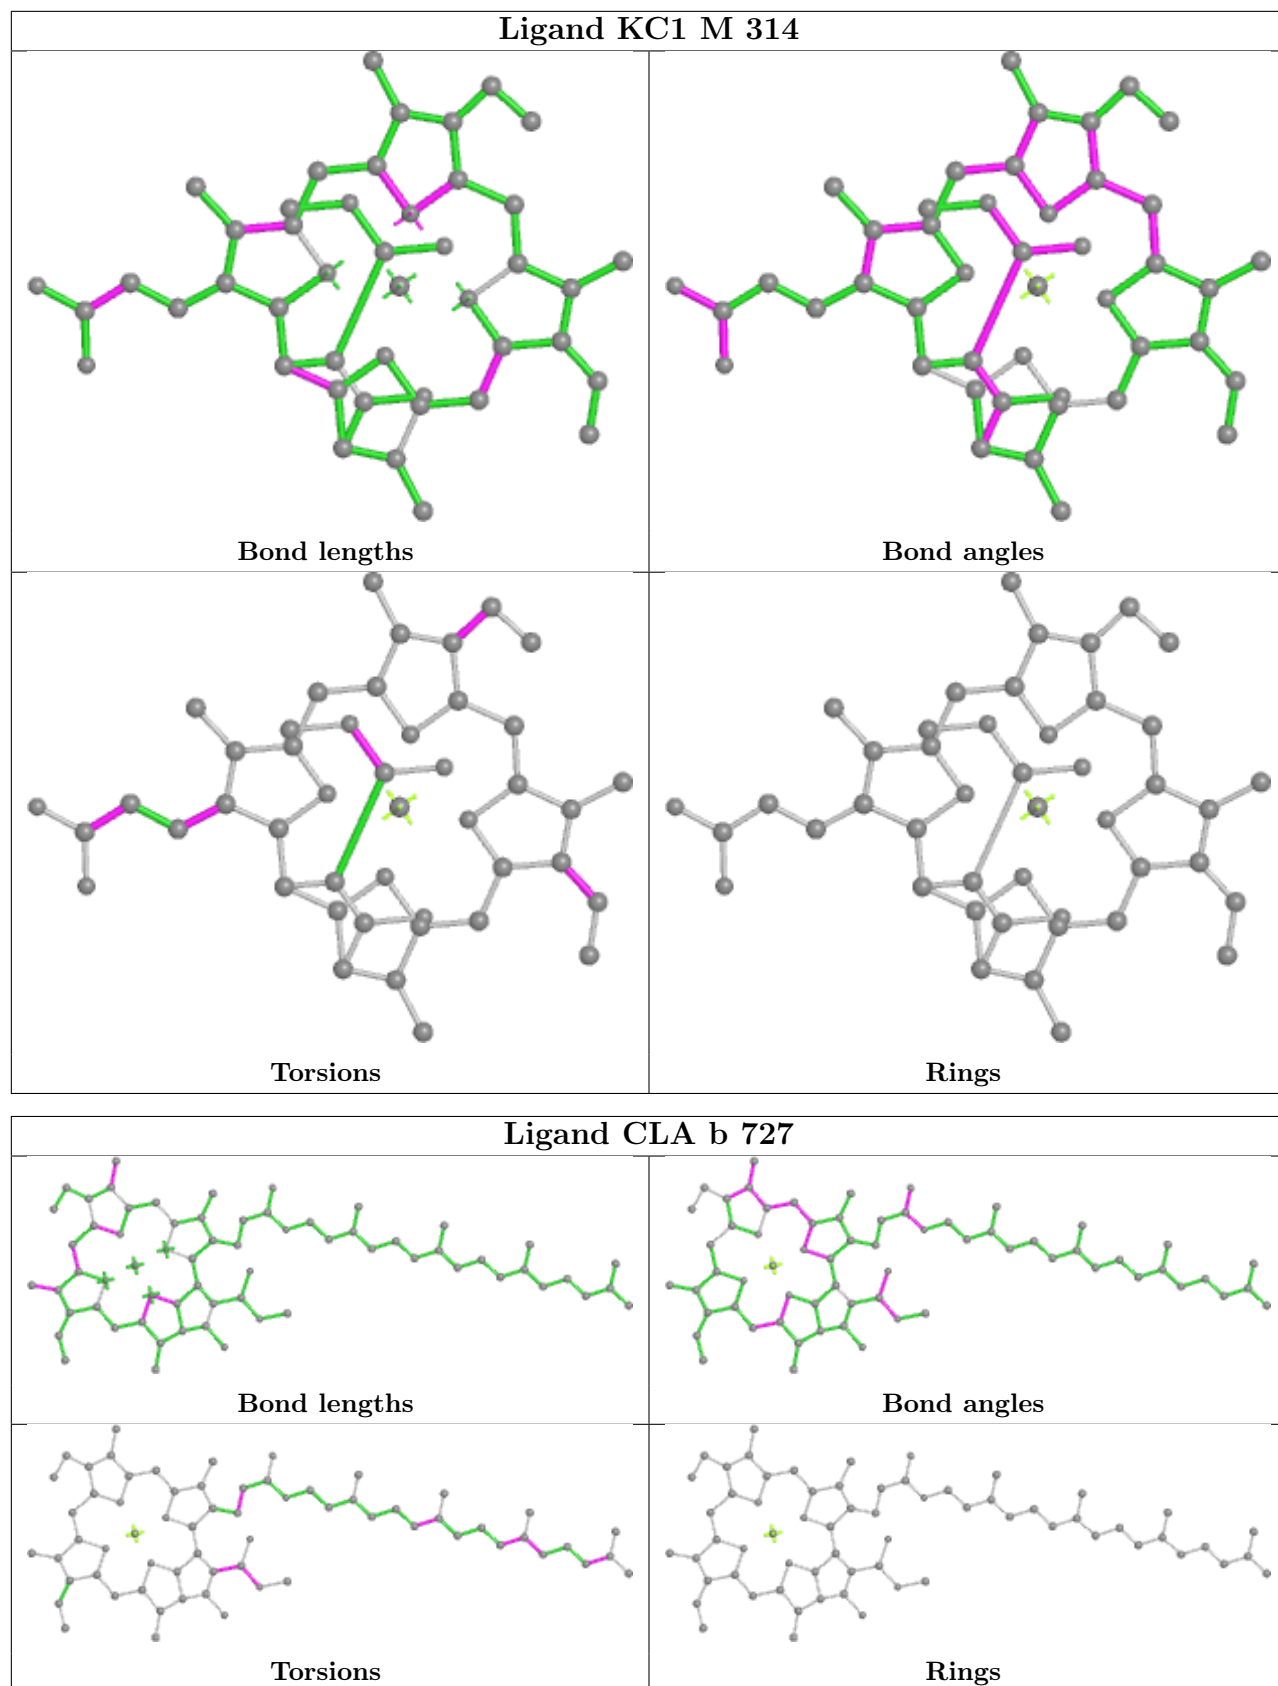 Ligand KC1 M 314
Bond lengths
Bond angles
Torsions
Rings
Ligand CLA b 727
Bond lengths
Bond angles
Torsions
Rings